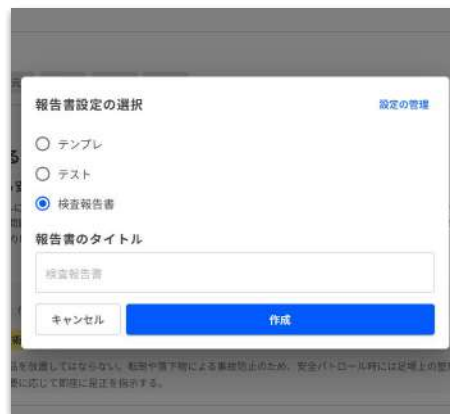 報告書設定の選択
設定の管理
テンプレ
テスト
検査報告書
報告書のタイトル
検査報告書
キャンセル
作成
品を放置してはならない。転倒や落下物による事故防止のため、安全パトロール時には足場上の整
要に応じて即座に是正を指示する。